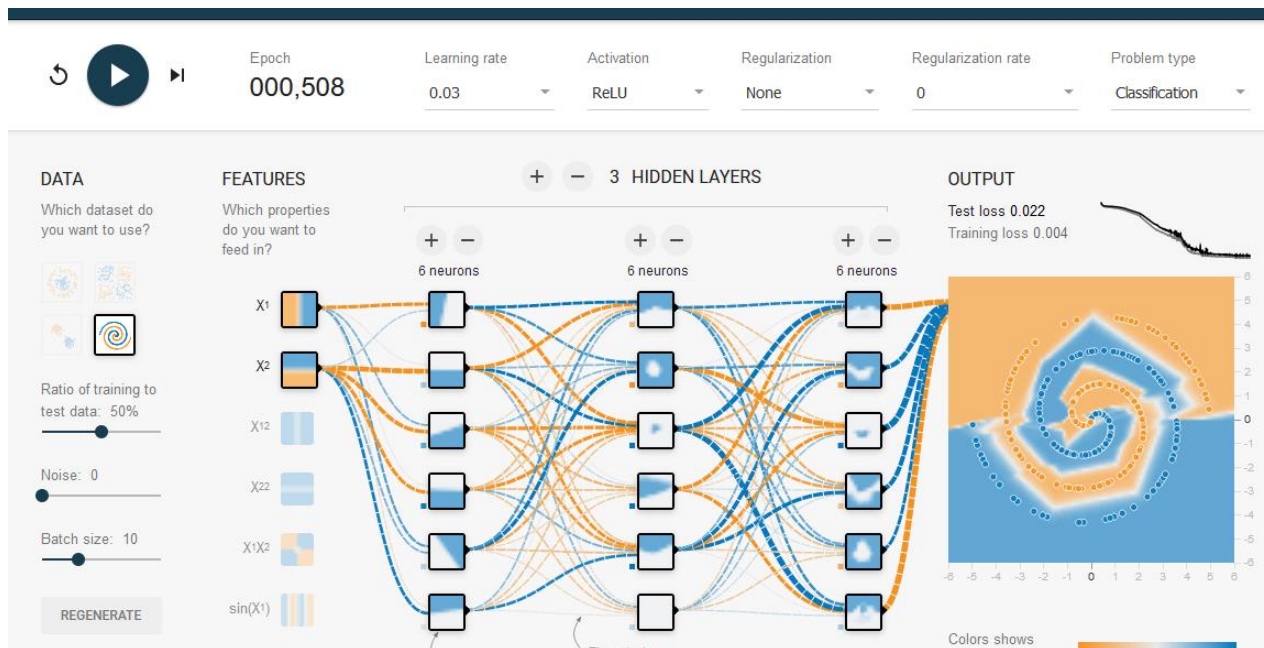 Epoch
000,508
Learning rate
0.03
Activation
ReLU
Regularization
None
Regularization rate
0
Problem type
Classification
DATA
Which dataset do
you want to use?
Ratio of training to
test data: 50%
Noise: 0
Batch size: 10
REGENERATE
FEATURES
Which properties
do you want to
feed in?
X1
X2
X12
X22
X1X2
sin(X1)
+ − 3 HIDDEN LAYERS
+ −
6 neurons
+ −
6 neurons
+ −
6 neurons
OUTPUT
Test loss 0.022
Training loss 0.004
6
5
4
3
2
1
0
-1
-2
-3
-4
-5
-6
-6 -5 -4 -3 -2 -1 0 1 2 3 4 5 6
Colors shows